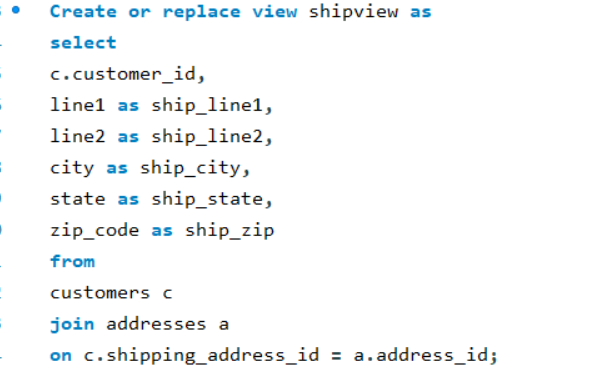 Create or replace view shipview as
select
c.customer_id,
line1 as ship_line1,
line2 as ship_line2,
city as ship_city,
state as ship_state,
zip_code as ship_zip
from
customers c
join addresses a
on c.shipping_address_id = a.address_id;